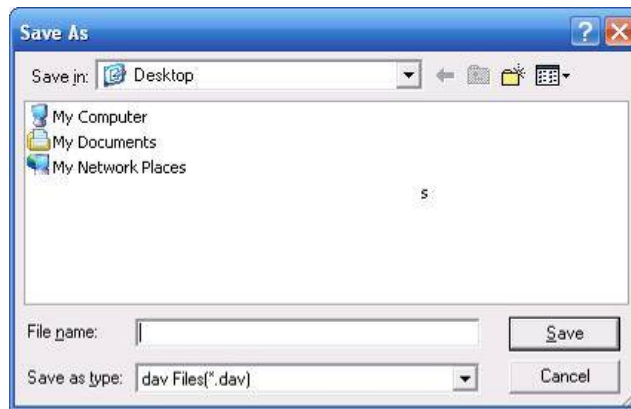 Save As
Save in: Desktop
My Computer
My Documents
My Network Places
s
File name:
Save
Save as type: dav Files(*.dav)
Cancel